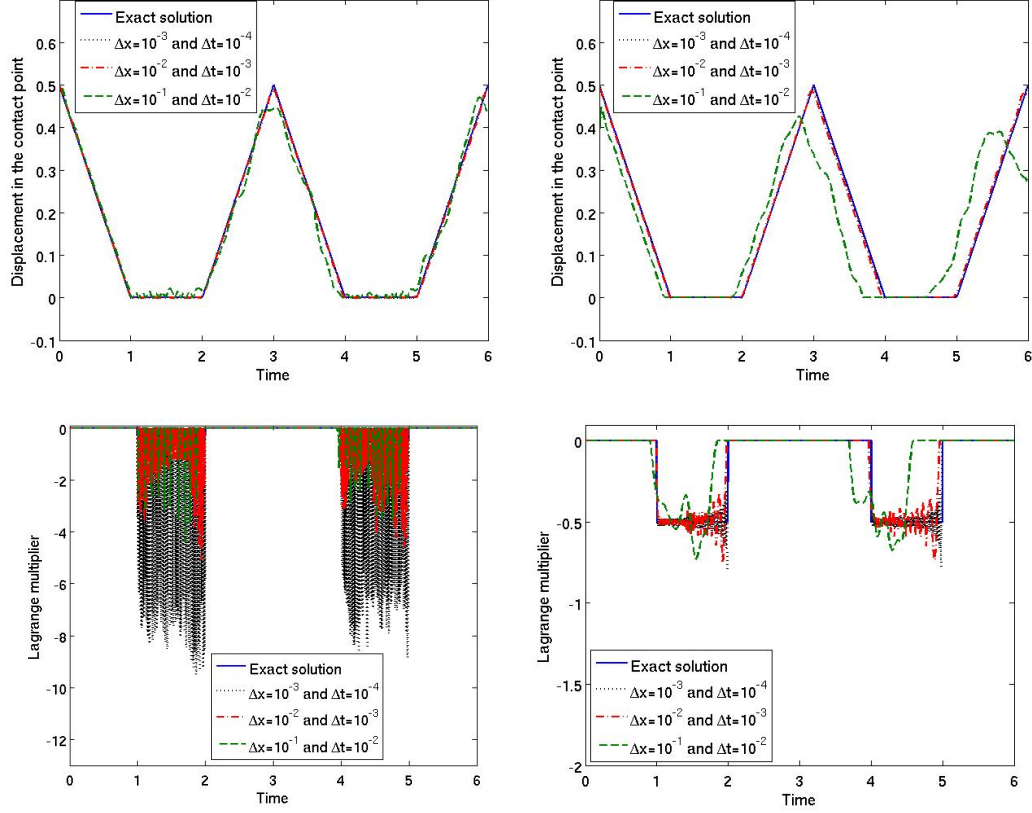 Displacement in the contact point
0.6
0.5
0.4
0.3
0.2
0.1
0
-0.1
Exact solution
Δx=10⁻³ and Δt=10⁻⁴
Δx=10⁻² and Δt=10⁻³
Δx=10⁻¹ and Δt=10⁻²
0 1 2 3 4 5 6
Time
Displacement in the contact point
0.6
0.5
0.4
0.3
0.2
0.1
0
-0.1
Exact solution
Δx=10⁻³ and Δt=10⁻⁴
Δx=10⁻² and Δt=10⁻³
Δx=10⁻¹ and Δt=10⁻²
0 1 2 3 4 5 6
Time
Lagrange multiplier
0
-2
-4
-6
-8
-10
-12
Exact solution
Δx=10⁻³ and Δt=10⁻⁴
Δx=10⁻² and Δt=10⁻³
Δx=10⁻¹ and Δt=10⁻²
0 1 2 3 4 5 6
Time
Lagrange multiplier
0
-0.5
-1
-1.5
-2
Exact solution
Δx=10⁻³ and Δt=10⁻⁴
Δx=10⁻² and Δt=10⁻³
Δx=10⁻¹ and Δt=10⁻²
0 1 2 3 4 5 6
Time